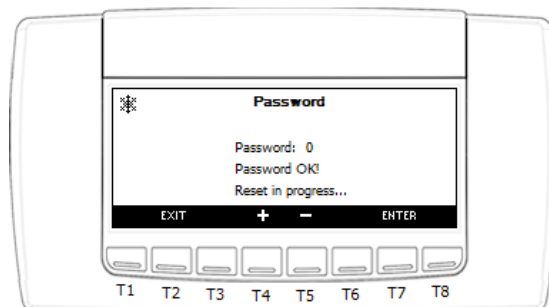 Password
Password: 0
Password OK!
Reset in progress...
EXIT + − ENTER
T1 T2 T3 T4 T5 T6 T7 T8